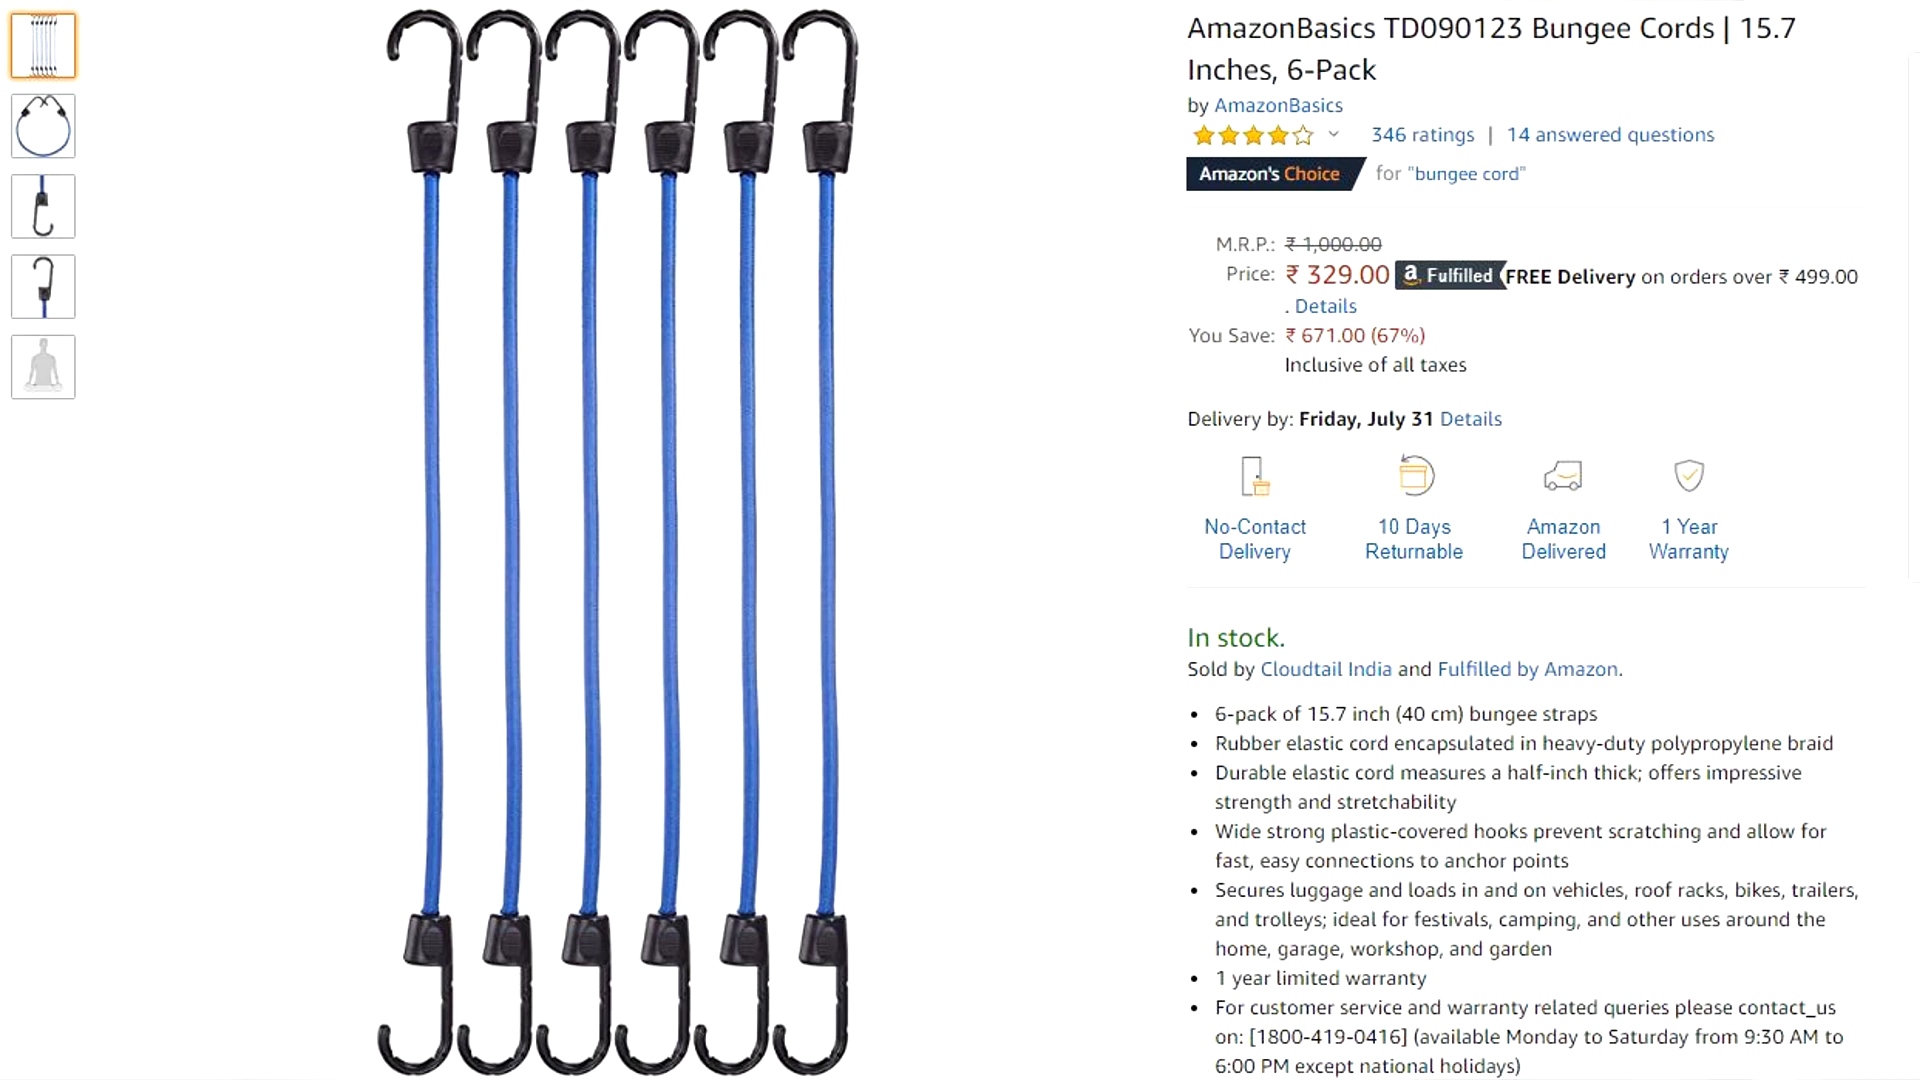 AmazonBasics TD090123 Bungee Cords | 15.7
Inches, 6-Pack
by AmazonBasics
346 ratings | 14 answered questions
Amazon's Choice for "bungee cord"
M.R.P.: ₹ 1,000.00
Price: ₹ 329.00 a Fulfilled FREE Delivery on orders over ₹ 499.00
. Details
You Save: ₹ 671.00 (67%)
Inclusive of all taxes
Delivery by: Friday, July 31 Details
No-Contact Delivery
10 Days Returnable
Amazon Delivered
1 Year Warranty
In stock.
Sold by Cloudtail India and Fulfilled by Amazon.
• 6-pack of 15.7 inch (40 cm) bungee straps
• Rubber elastic cord encapsulated in heavy-duty polypropylene braid
• Durable elastic cord measures a half-inch thick; offers impressive
strength and stretchability
• Wide strong plastic-covered hooks prevent scratching and allow for
fast, easy connections to anchor points
• Secures luggage and loads in and on vehicles, roof racks, bikes, trailers,
and trolleys; ideal for festivals, camping, and other uses around the
home, garage, workshop, and garden
• 1 year limited warranty
• For customer service and warranty related queries please contact_us
on: [1800-419-0416] (available Monday to Saturday from 9:30 AM to
6:00 PM except national holidays)